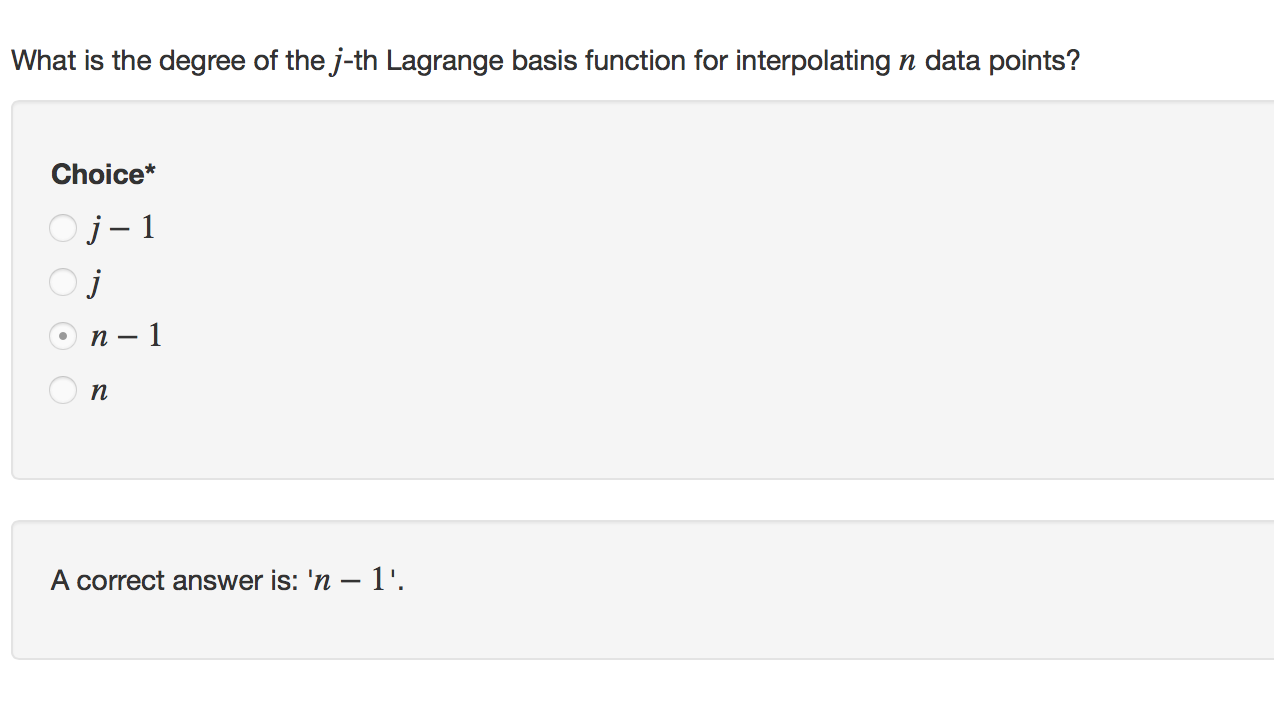 What is the degree of the j-th Lagrange basis function for interpolating n data points?
Choice*
j − 1
j
n − 1
n
A correct answer is: 'n − 1'.